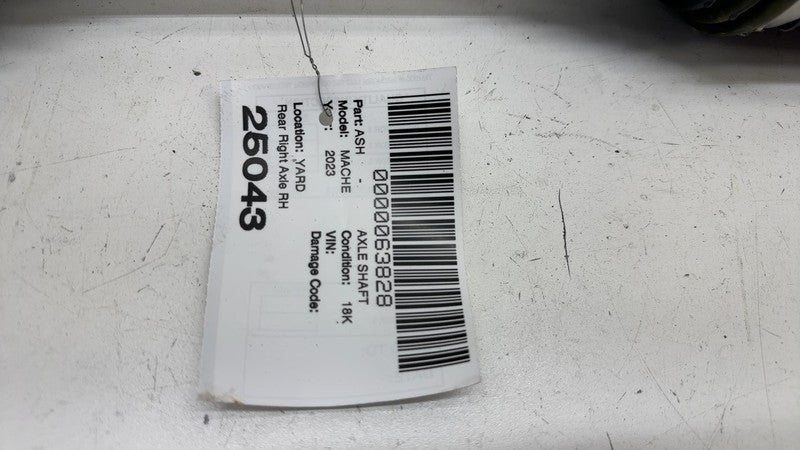 0000063828
Part: ASH - AXLE SHAFT
Model: MACHE Condition: 18K
2023 VIN:
Damage Code:
Location: YARD
Rear Right Axle RH
25043